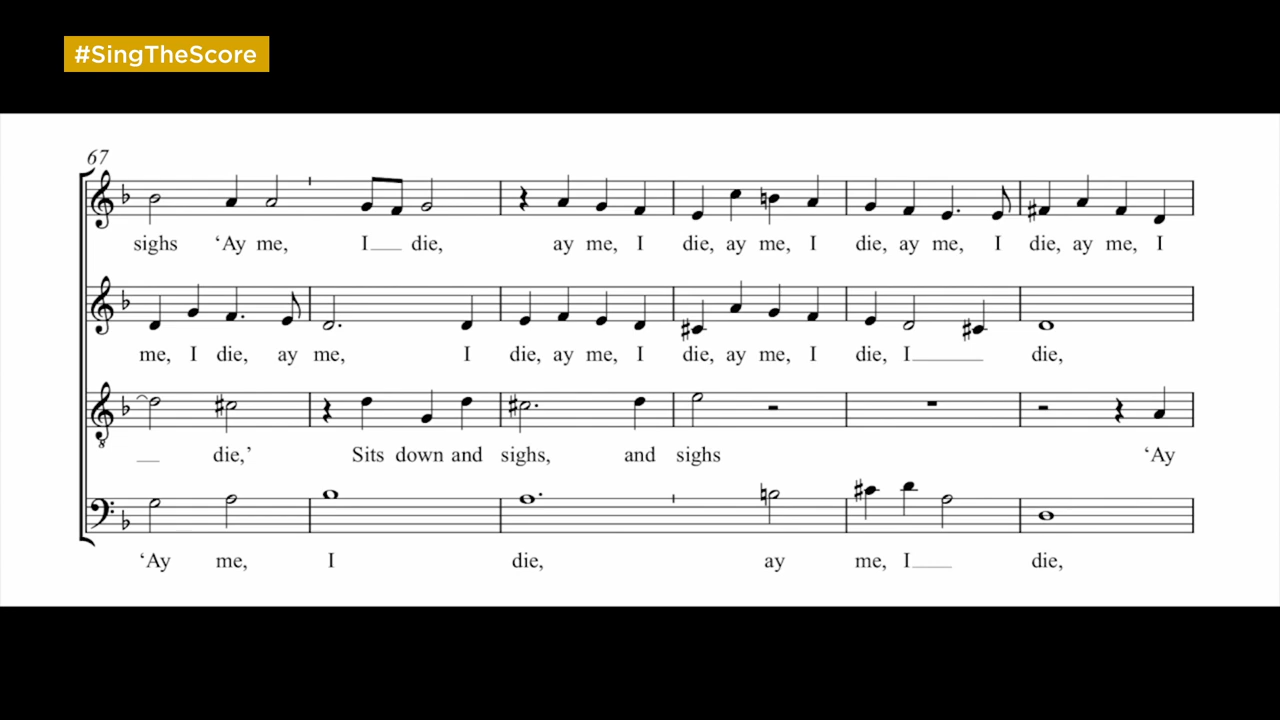 #SingTheScore
67
sighs ‘Ay me, I die, ay me, I die, ay me, I die, ay me, I die, ay me, I
me, I die, ay me, I die, ay me, I die, ay me, I die, I die,
die,’ Sits down and sighs, and sighs ‘Ay
‘Ay me, I die, ay me, I die,